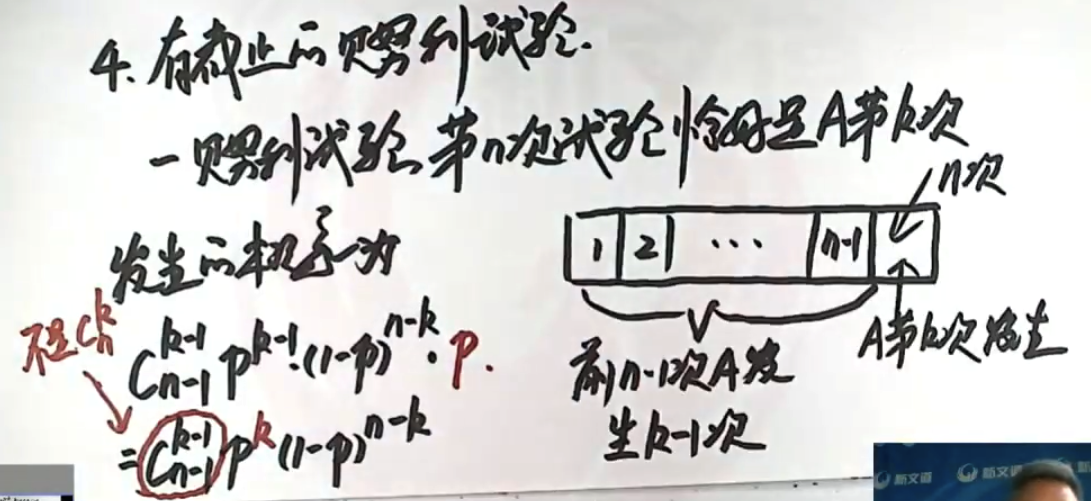 4. 有截止的贝努利试验.
一贝努利试验, 第n次试验恰好是A第k次
发生的概率为
不是 C_n^k
C_{n-1}^{k-1} p^{k-1}·(1-p)^{n-k}·p.
= C_{n-1}^{k-1} p^k (1-p)^{n-k}
n次
1 2 ··· n-1
前n-1次A发
生k-1次
A第k次发生
新文道 新文道